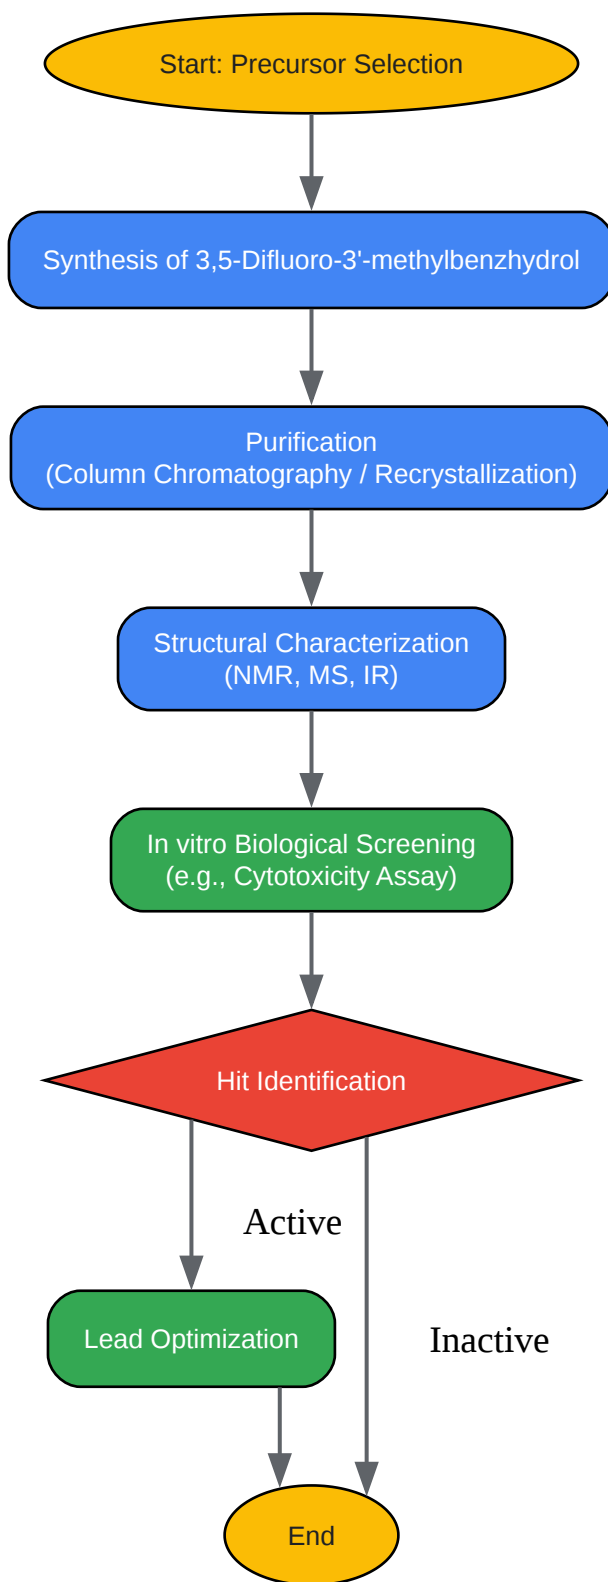 Start: Precursor Selection
Synthesis of 3,5-Difluoro-3'-methylbenzhydrol
Purification
(Column Chromatography / Recrystallization)
Structural Characterization
(NMR, MS, IR)
In vitro Biological Screening
(e.g., Cytotoxicity Assay)
Hit Identification
Active
Lead Optimization
Inactive
End